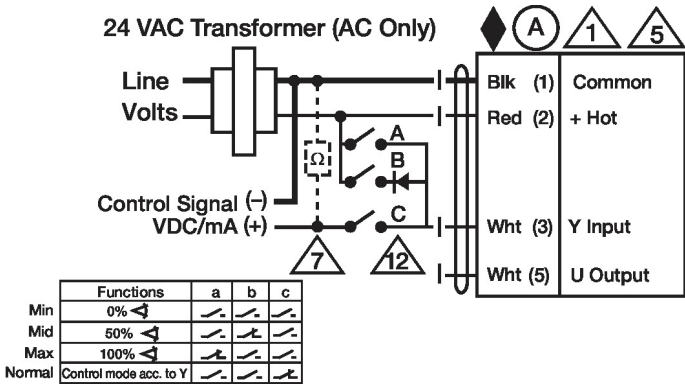 24 VAC Transformer (AC Only)
A 1 5
Line
Volts
Blk (1) Common
Red (2) + Hot
A
Ω
B
Control Signal (–)
VDC/mA (+)
C
Wht (3) Y Input
7 12
Wht (5) U Output
Functions a b c
Min 0%
Mid 50%
Max 100%
Normal Control mode acc. to Y